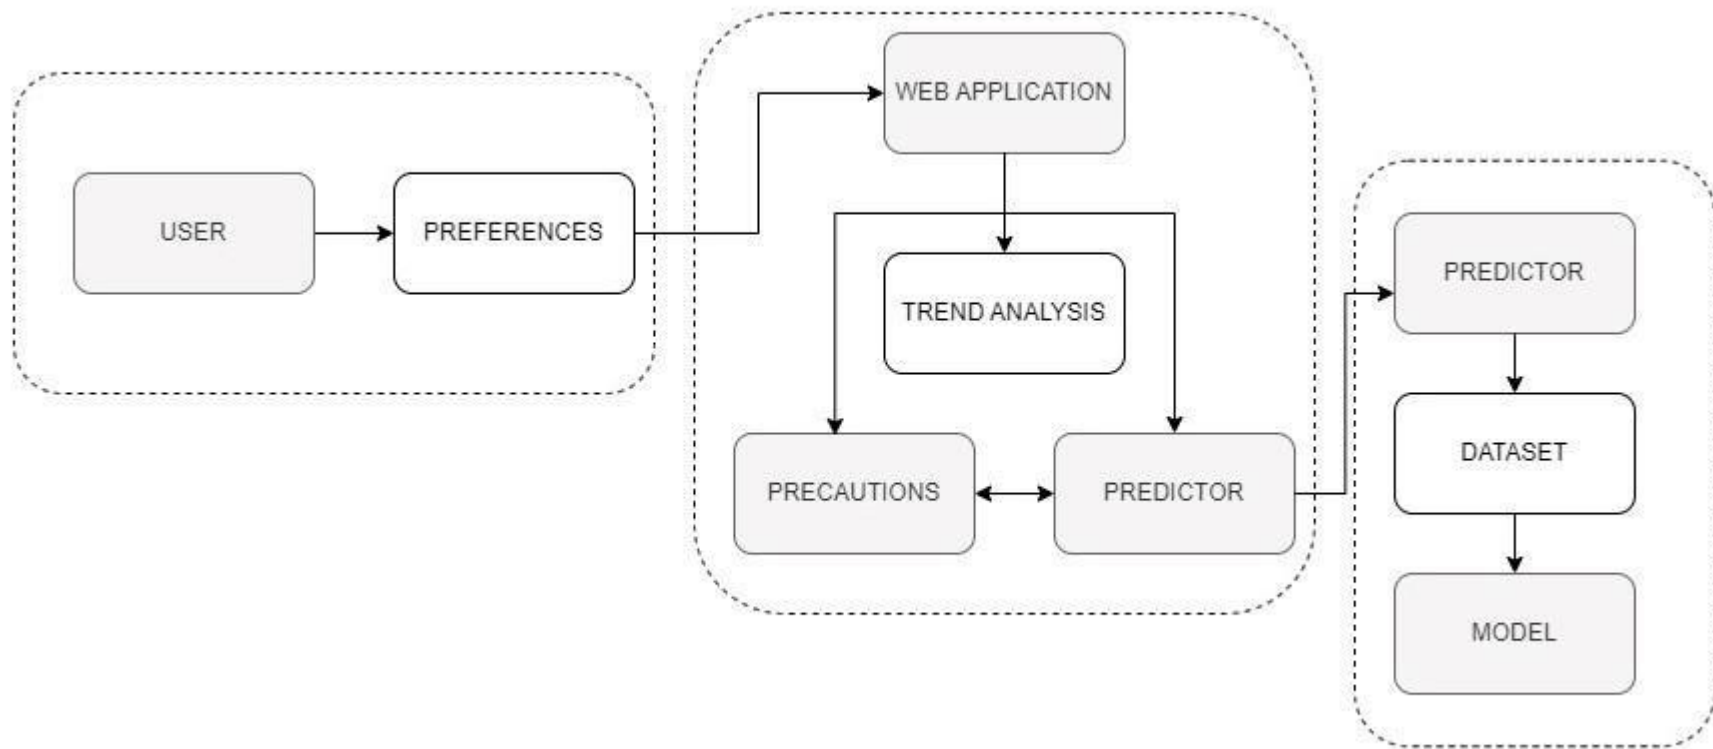 USER
PREFERENCES
WEB APPLICATION
TREND ANALYSIS
PRECAUTIONS
PREDICTOR
PREDICTOR
DATASET
MODEL